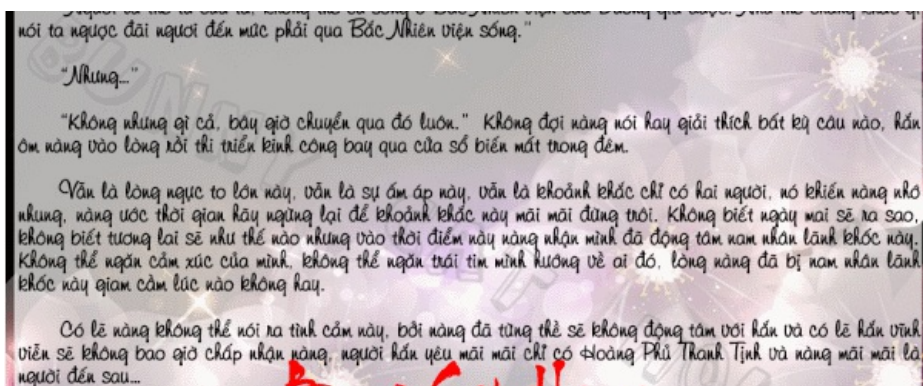 nói ta ngược đãi ngươi đến mức phải qua Bắc Nhiên viện sống."
"Nhưng..."
"Không nhưng gì cả, bây giờ chuyển qua đó luôn." Không đợi nàng nói hay giải thích bất kỳ câu nào, hắn
ôm nàng vào lòng rồi thi triển kinh công bay qua cửa sổ biến mất trong đêm.
Vẫn là lòng ngực to lớn này, vẫn là sự ấm áp này, vẫn là khoảnh khắc chỉ có hai người, nó khiến nàng nhớ
nhung, nàng ước thời gian hãy ngừng lại để khoảnh khắc này mãi mãi đừng trôi. Không biết ngày mai sẽ ra sao,
không biết tương lai sẽ như thế nào nhưng vào thời điểm này nàng nhận mình đã động tâm nam nhân lãnh khốc này.
Không thể ngăn cảm xúc của mình, không thể ngăn trái tim mình hướng về ai đó, lòng nàng đã bị nam nhân lãnh
khốc này giam cầm lúc nào không hay.
Có lẽ nàng không thể nói ra tình cảm này, bởi nàng đã từng thề sẽ không động tâm với hắn và có lẽ hắn vĩnh
viễn sẽ không bao giờ chấp nhận nàng, người hắn yêu mãi mãi chỉ có Hoàng Phủ Thanh Tịnh và nàng mãi mãi là
người đến sau...
BUNNY